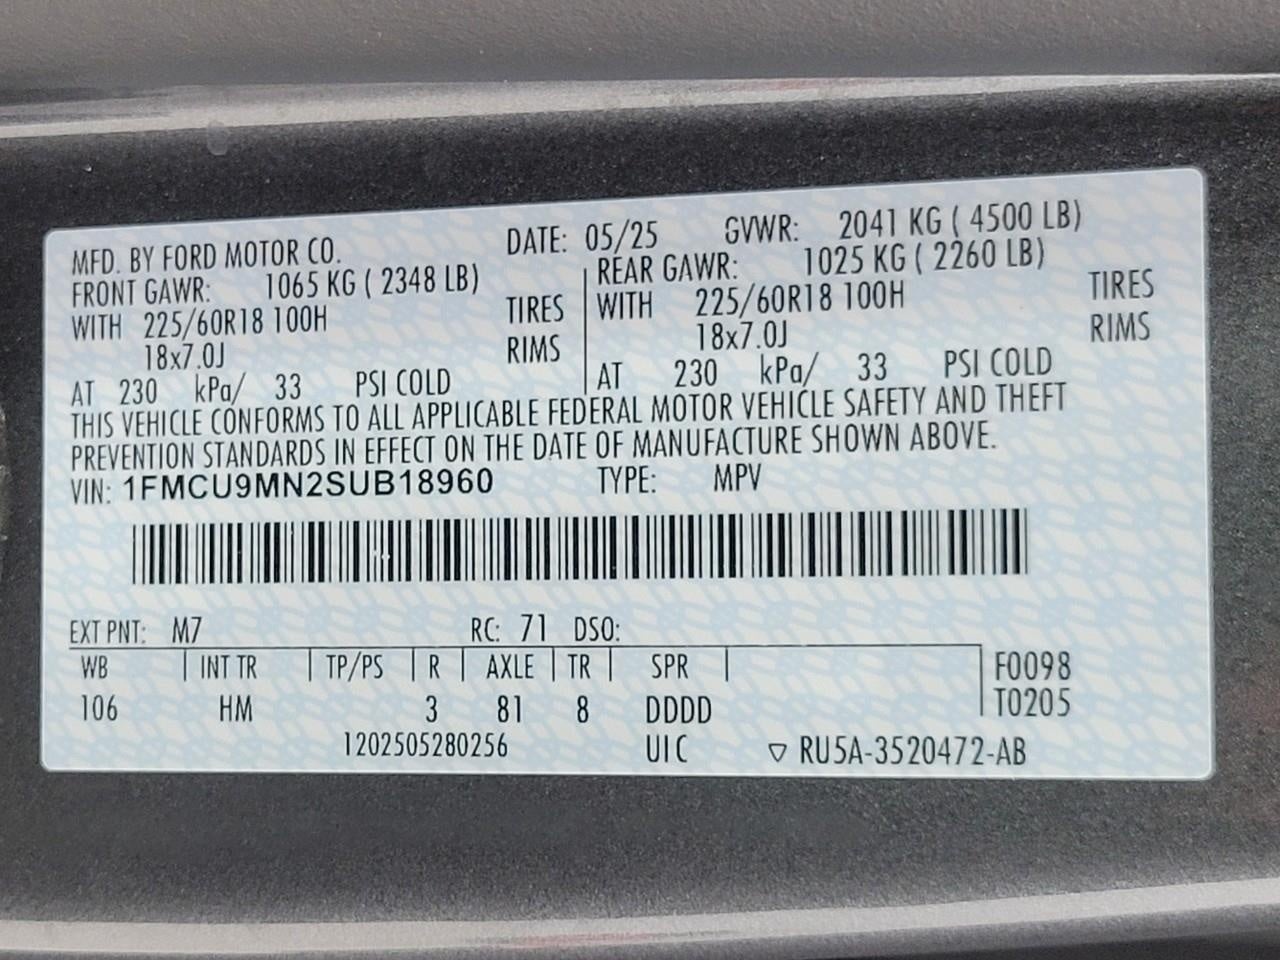 MFD. BY FORD MOTOR CO. DATE: 05/25 GVWR: 2041 KG ( 4500 LB)
FRONT GAWR: 1065 KG ( 2348 LB) REAR GAWR: 1025 KG ( 2260 LB)
WITH 225/60R18 100H TIRES WITH 225/60R18 100H TIRES
18x7.0J RIMS 18x7.0J RIMS
AT 230 kPa/ 33 PSI COLD AT 230 kPa/ 33 PSI COLD
THIS VEHICLE CONFORMS TO ALL APPLICABLE FEDERAL MOTOR VEHICLE SAFETY AND THEFT
PREVENTION STANDARDS IN EFFECT ON THE DATE OF MANUFACTURE SHOWN ABOVE.
VIN: 1FMCU9MN2SUB18960 TYPE: MPV
EXT PNT: M7 RC: 71 DSO:
WB INT TR TP/PS R AXLE TR SPR F0098
106 HM 3 81 8 DDDD T0205
1202505280256 UIC ▽ RU5A-3520472-AB